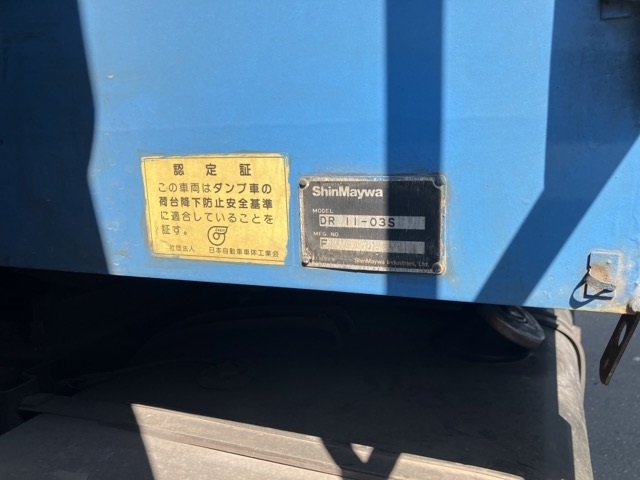 認定証
この車両はダンプ車の
荷台降下防止安全基準
に適合していることを
証す。
社団法人 日本自動車車体工業会
ShinMaywa
MODEL
DR 11-03S
MFG NO
ShinMaywa Industries, Ltd.